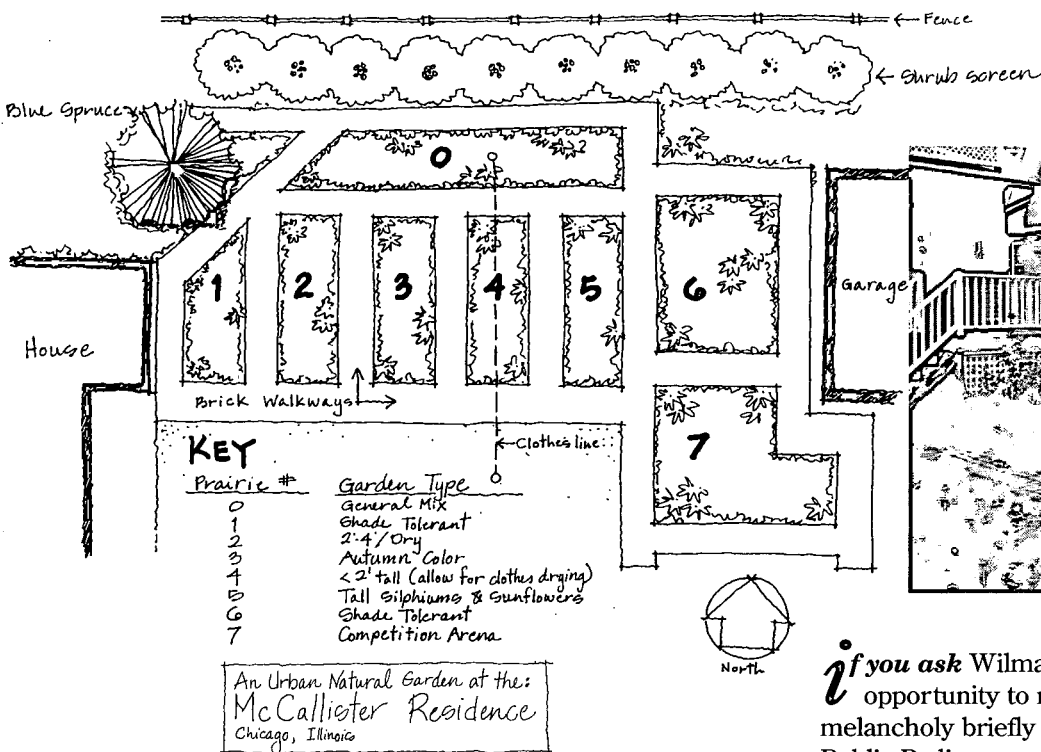 ← Fence
← Shrub screen
Blue Spruce
0
1
2
3
4
5
6
Garage
House
Brick Walkways
7
Clothes line
KEY
Prairie # Garden Type
0 General Mix
1 Shade Tolerant
2 2'-4'/Dry
3 Autumn Color
4 < 2' tall (allow for clothes drying)
5 Tall Silphiums & Sunflowers
6 Shade Tolerant
7 Competition Arena
North
An Urban Natural Garden at the:
McCallister Residence
Chicago, Illinois
if you ask Wilma
opportunity to
melancholy briefly